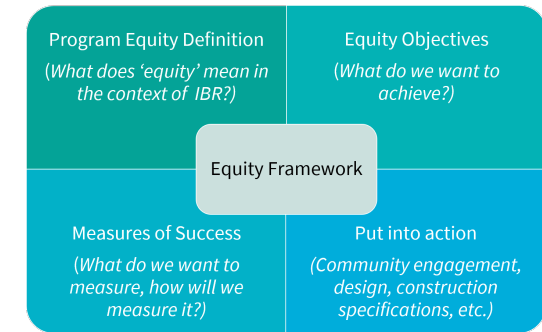 Program Equity Definition
(What does ‘equity’ mean in
the context of IBR?)
Equity Objectives
(What do we want to
achieve?)
Equity Framework
Measures of Success
(What do we want to
measure, how will we
measure it?)
Put into action
(Community engagement,
design, construction
specifications, etc.)